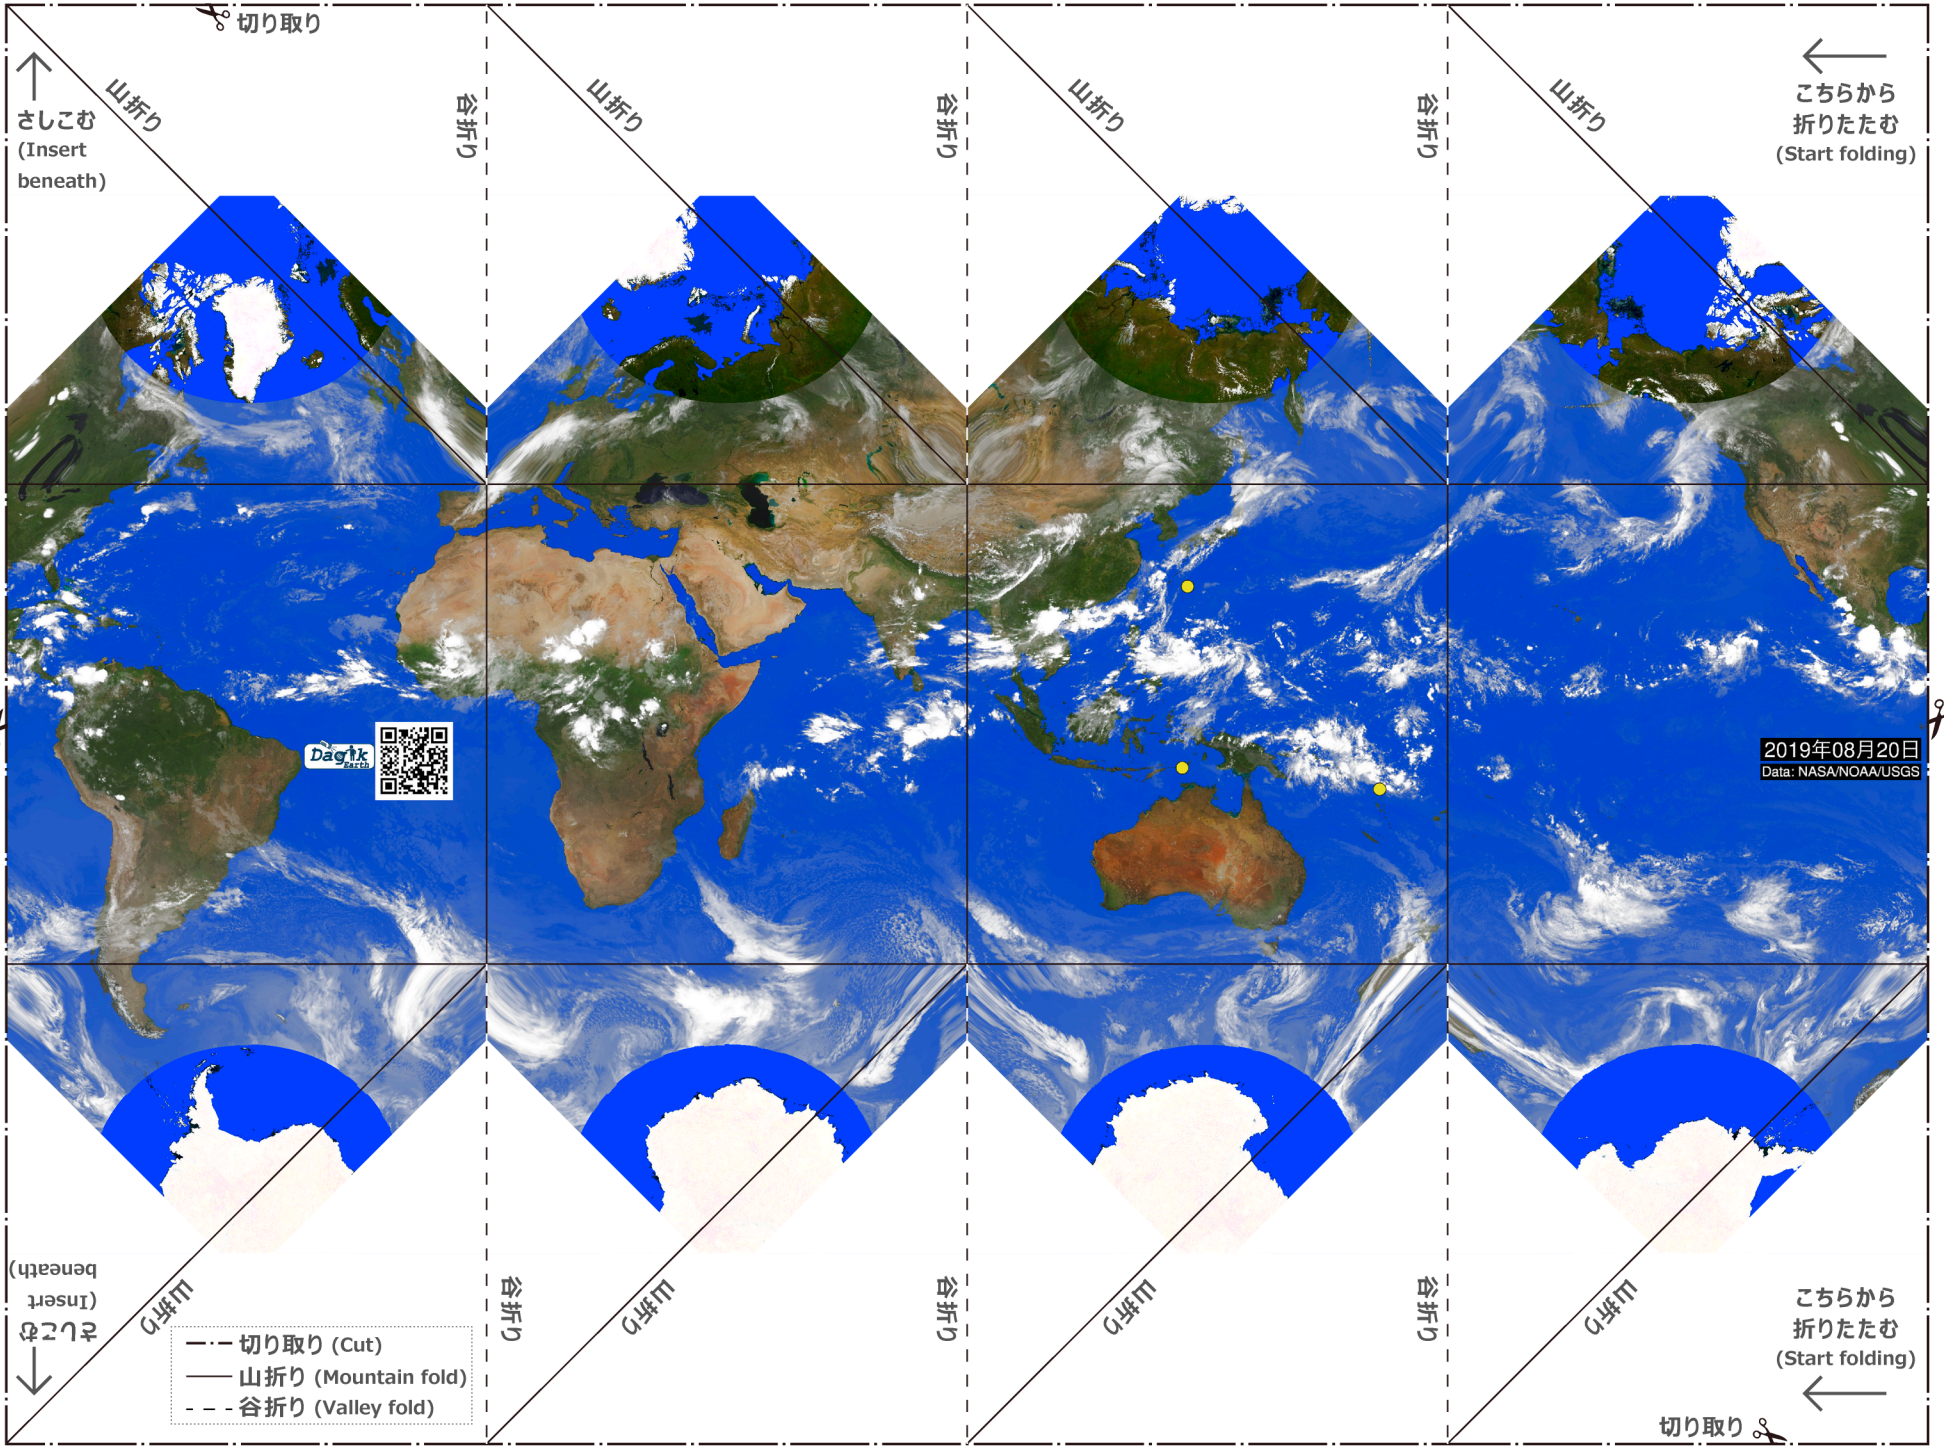 切り取り
山折り
谷折り
山折り
谷折り
山折り
谷折り
山折り
さしこむ
(Insert
beneath)
こちらから
折りたたむ
(Start folding)
Dagik
Earth
2019年08月20日
Data: NASA/NOAA/USGS
さしこむ
(Insert
beneath)
山折り
谷折り
山折り
谷折り
山折り
谷折り
山折り
こちらから
折りたたむ
(Start folding)
切り取り (Cut)
山折り (Mountain fold)
谷折り (Valley fold)
切り取り